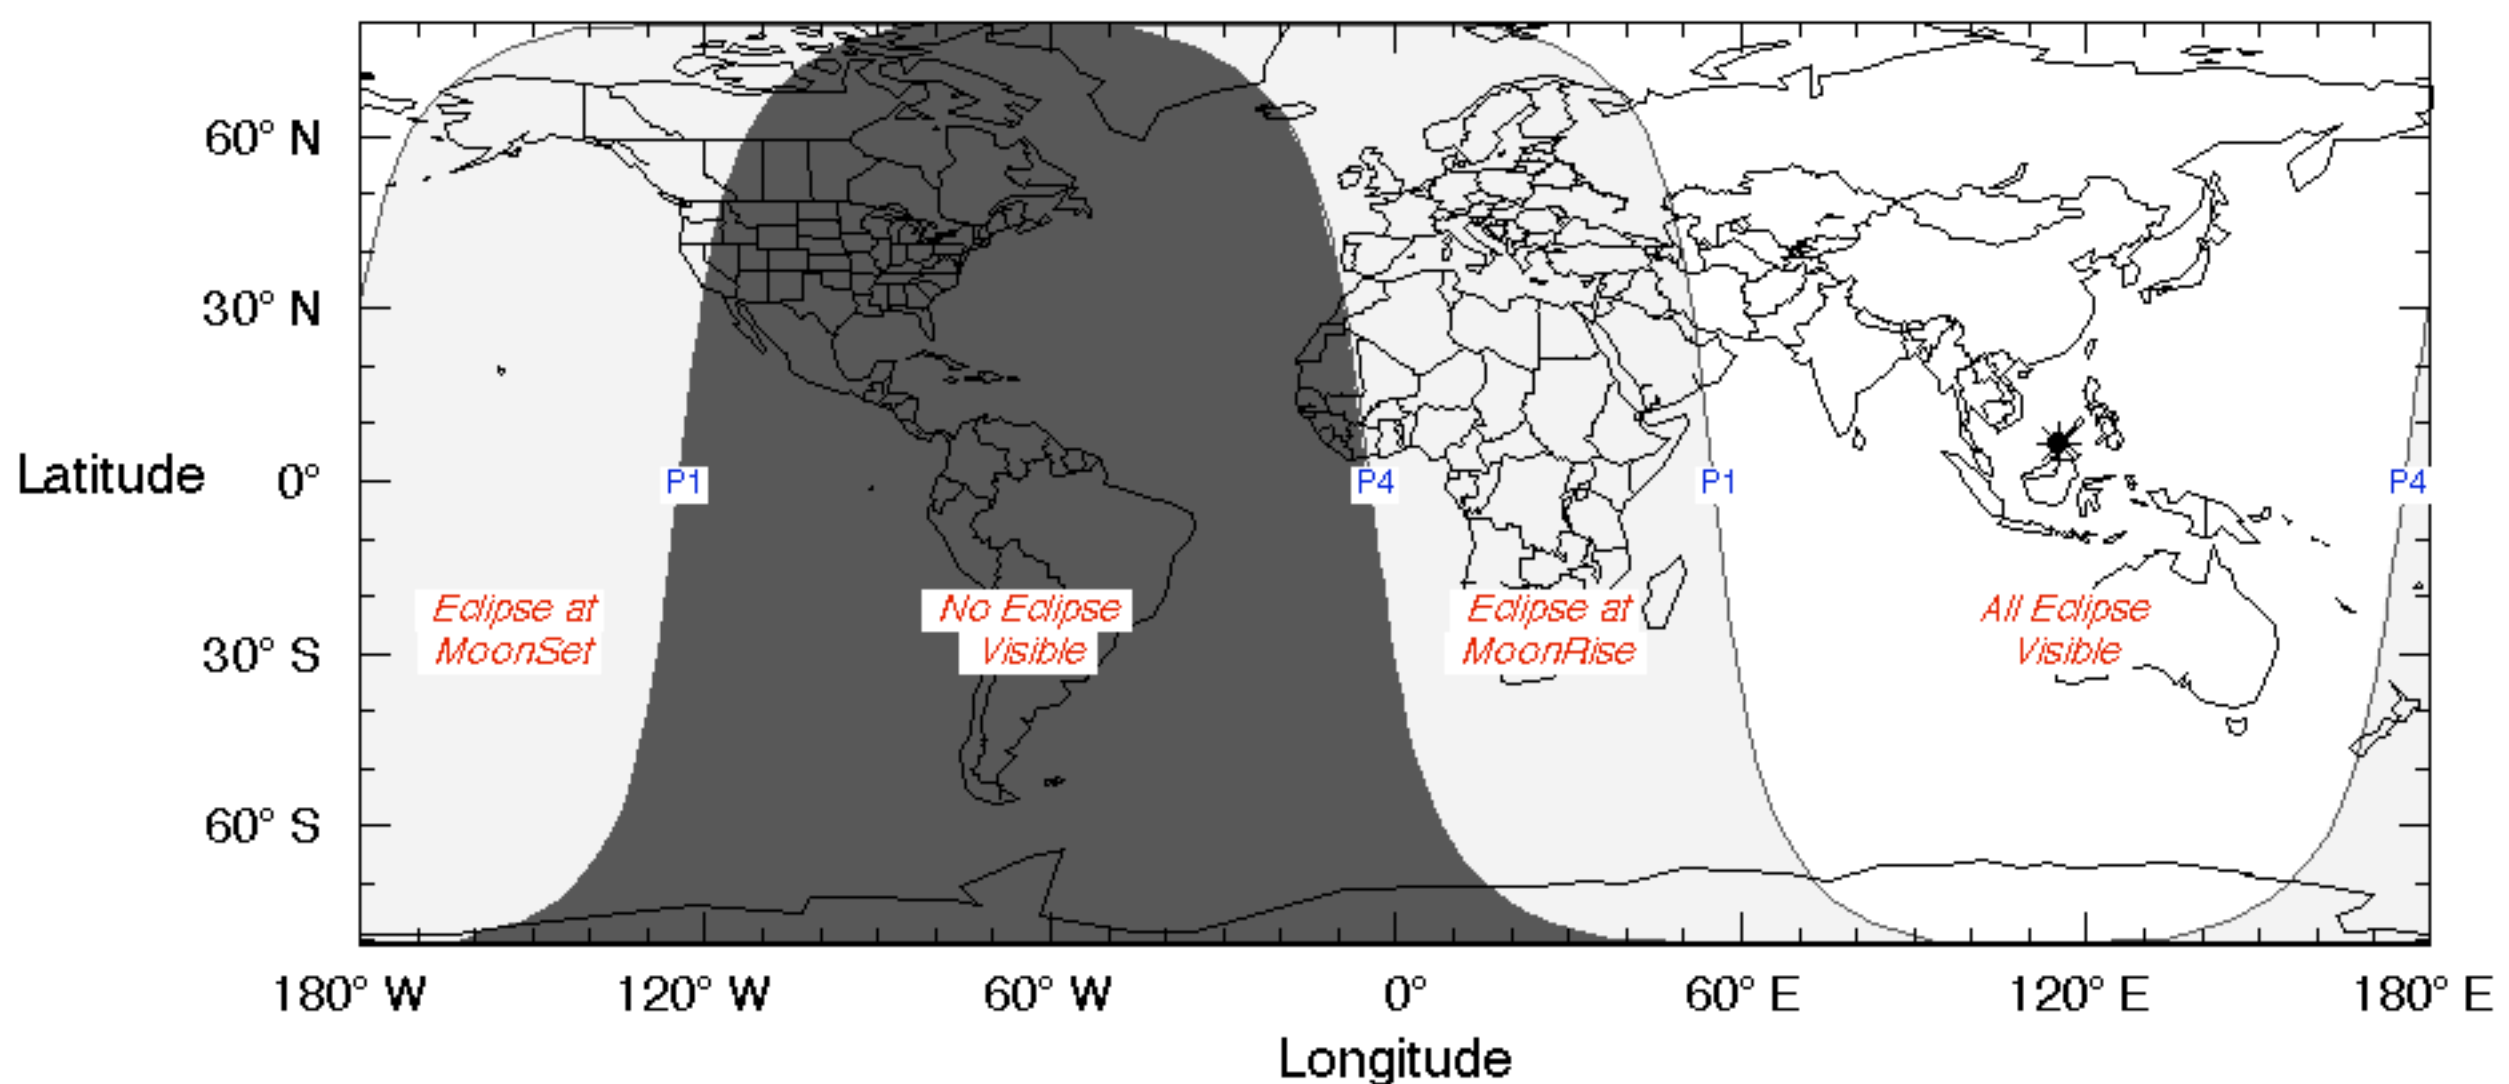 60° N
30° N
Latitude 0°
P1 P4 P1 P4
Eclipse at
MoonSet
No Eclipse
Visible
Eclipse at
MoonRise
All Eclipse
Visible
30° S
60° S
180° W 120° W 60° W 0° 60° E 120° E 180° E
Longitude